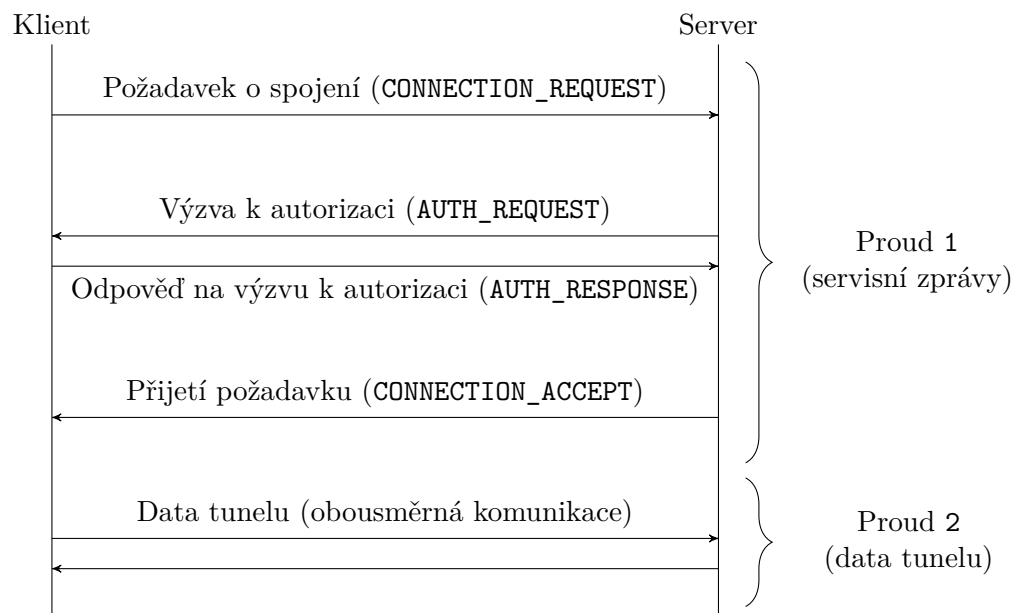 Klient
Server
Požadavek o spojení (CONNECTION_REQUEST)
Výzva k autorizaci (AUTH_REQUEST)
Odpověď na výzvu k autorizaci (AUTH_RESPONSE)
Proud 1
(servisní zprávy)
Přijetí požadavku (CONNECTION_ACCEPT)
Data tunelu (obousměrná komunikace)
Proud 2
(data tunelu)